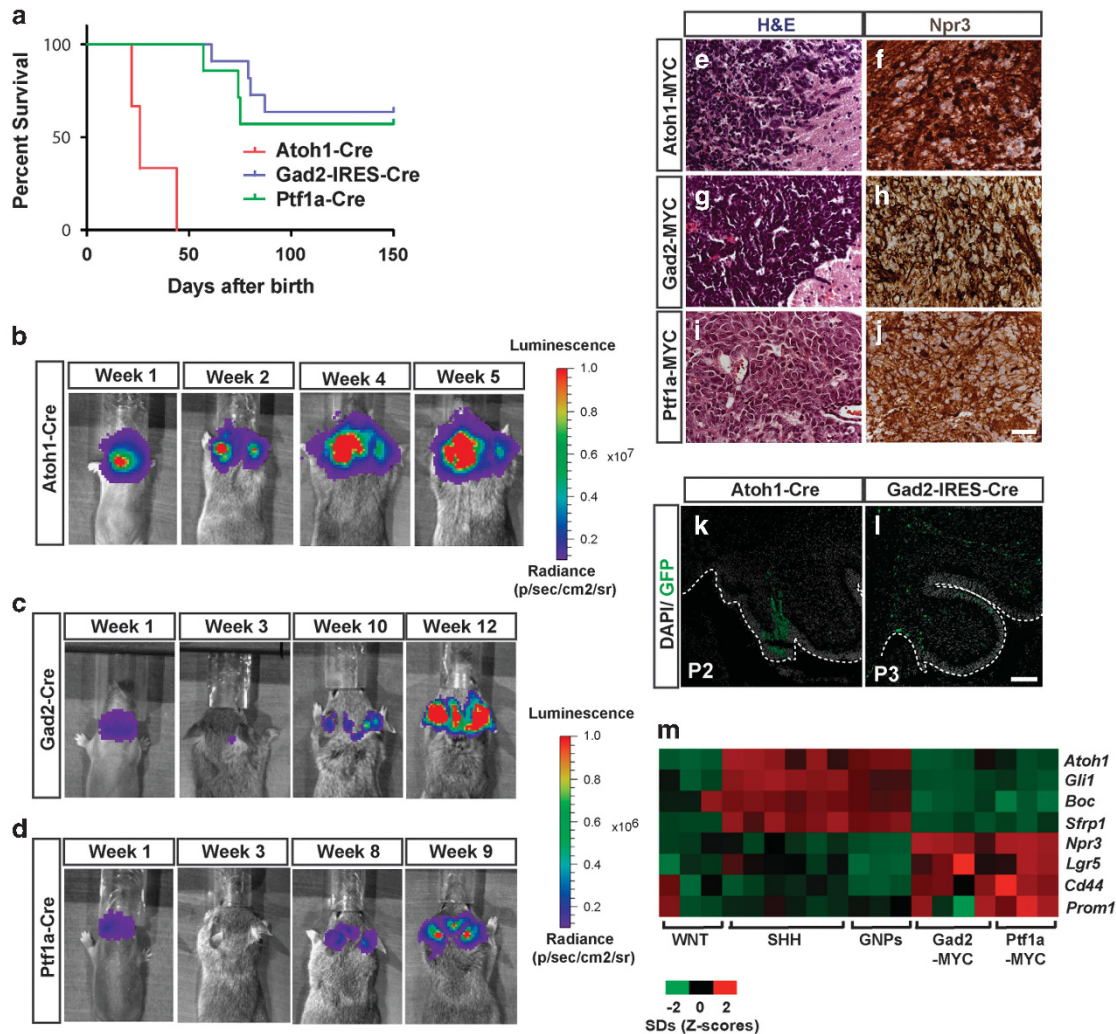 a
Percent Survival
100
50
0
0 50 100 150
Days after birth
Atoh1-Cre
Gad2-IRES-Cre
Ptf1a-Cre
b
Atoh1-Cre
Week 1
Week 2
Week 4
Week 5
Luminescence
1.0
0.8
0.6
x10⁷
0.4
0.2
Radiance
(p/sec/cm2/sr)
c
Gad2-Cre
Week 1
Week 3
Week 10
Week 12
d
Ptf1a-Cre
Week 1
Week 3
Week 8
Week 9
Luminescence
1.0
0.8
0.6
x10⁶
0.4
0.2
Radiance
(p/sec/cm2/sr)
H&E
Npr3
Atoh1-MYC
e
f
Gad2-MYC
g
h
Ptf1a-MYC
i
j
Atoh1-Cre
Gad2-IRES-Cre
DAPI/ GFP
k
l
P2
P3
m
Atoh1
Gli1
Boc
Sfrp1
Npr3
Lgr5
Cd44
Prom1
WNT
SHH
GNPs
Gad2
-MYC
Ptf1a
-MYC
-2 0 2
SDs (Z-scores)